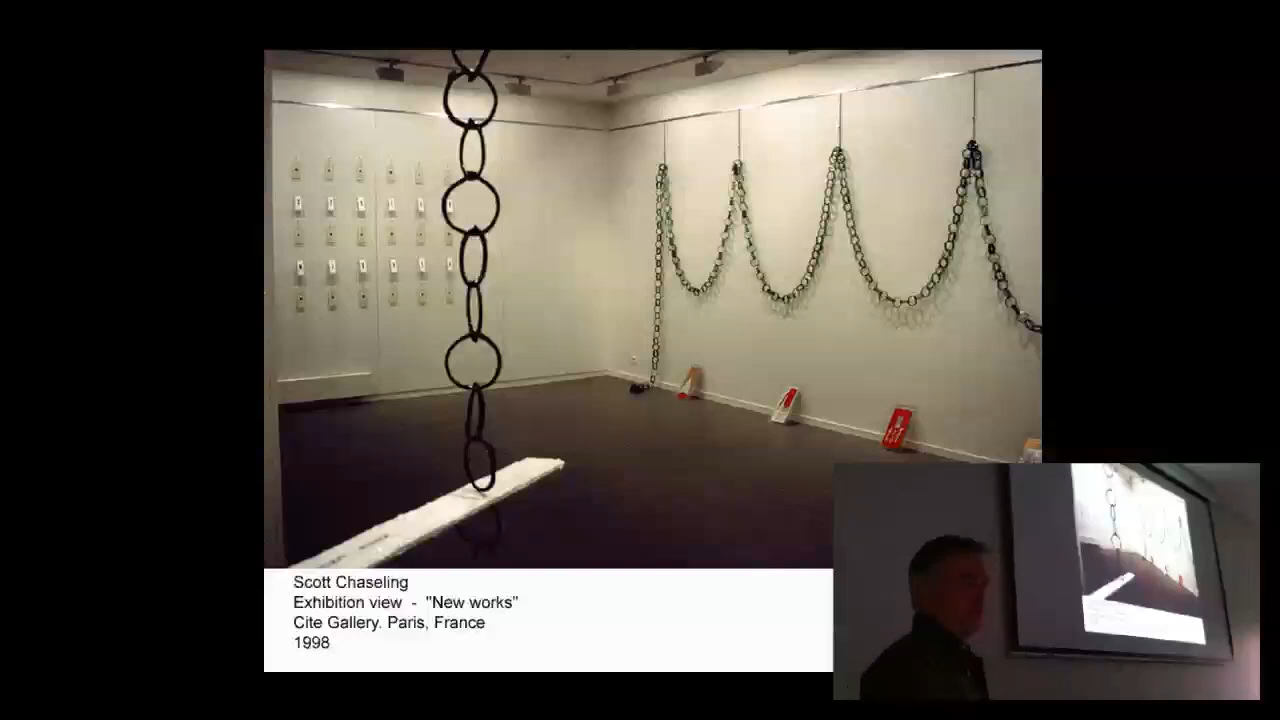 Scott Chaseling
Exhibition view  -  "New works"
Cite Gallery. Paris, France
1998